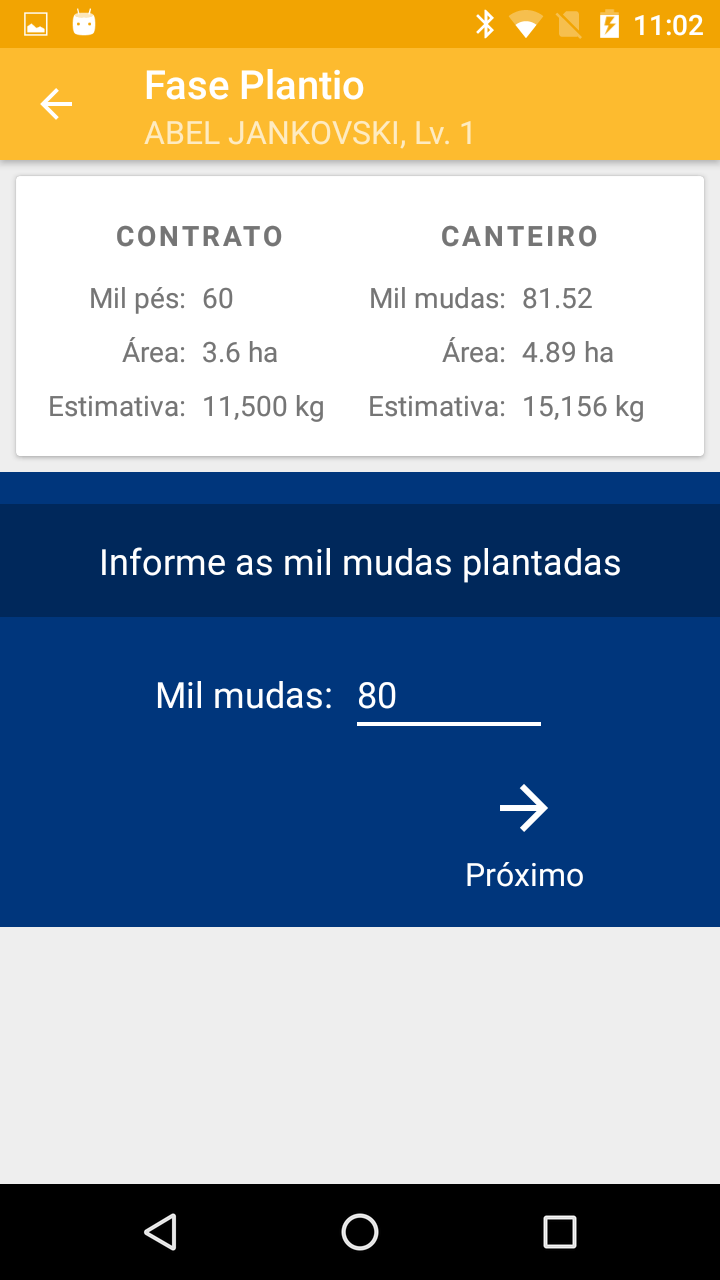 11:02
Fase Plantio
ABEL JANKOVSKI, Lv. 1
CONTRATO
Mil pés: 60
Área: 3.6 ha
Estimativa: 11,500 kg
CANTEIRO
Mil mudas: 81.52
Área: 4.89 ha
Estimativa: 15,156 kg
Informe as mil mudas plantadas
Mil mudas: 80
Próximo